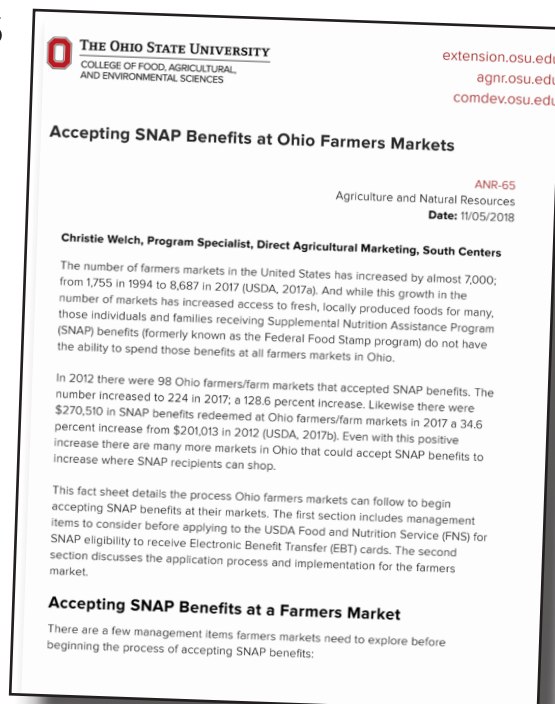 THE OHIO STATE UNIVERSITY
COLLEGE OF FOOD, AGRICULTURAL,
AND ENVIRONMENTAL SCIENCES
extension.osu.edu
agnr.osu.edu
comdev.osu.edu
Accepting SNAP Benefits at Ohio Farmers Markets
ANR-65
Agriculture and Natural Resources
Date: 11/05/2018
Christie Welch, Program Specialist, Direct Agricultural Marketing, South Centers
The number of farmers markets in the United States has increased by almost 7,000;
from 1,755 in 1994 to 8,687 in 2017 (USDA, 2017a). And while this growth in the
number of markets has increased access to fresh, locally produced foods for many,
those individuals and families receiving Supplemental Nutrition Assistance Program
(SNAP) benefits (formerly known as the Federal Food Stamp program) do not have
the ability to spend those benefits at all farmers markets in Ohio.
In 2012 there were 98 Ohio farmers/farm markets that accepted SNAP benefits. The
number increased to 224 in 2017; a 128.6 percent increase. Likewise there were
$270,510 in SNAP benefits redeemed at Ohio farmers/farm markets in 2017 a 34.6
percent increase from $201,013 in 2012 (USDA, 2017b). Even with this positive
increase there are many more markets in Ohio that could accept SNAP benefits to
increase where SNAP recipients can shop.
This fact sheet details the process Ohio farmers markets can follow to begin
accepting SNAP benefits at their markets. The first section includes management
items to consider before applying to the USDA Food and Nutrition Service (FNS) for
SNAP eligibility to receive Electronic Benefit Transfer (EBT) cards. The second
section discusses the application process and implementation for the farmers
market.
Accepting SNAP Benefits at a Farmers Market
There are a few management items farmers markets need to explore before
beginning the process of accepting SNAP benefits: